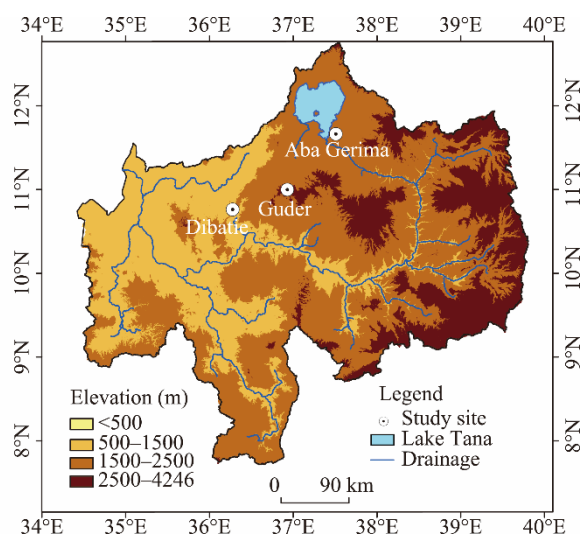 34°E 35°E 36°E 37°E 38°E 39°E 40°E
12°N
11°N
10°N
9°N
8°N
Aba Gerima
Guder
Dibatie
Elevation (m)
<500
500–1500
1500–2500
2500–4246
Legend
Study site
Lake Tana
Drainage
0 90 km
34°E 35°E 36°E 37°E 38°E 39°E 40°E
12°N
11°N
10°N
9°N
8°N